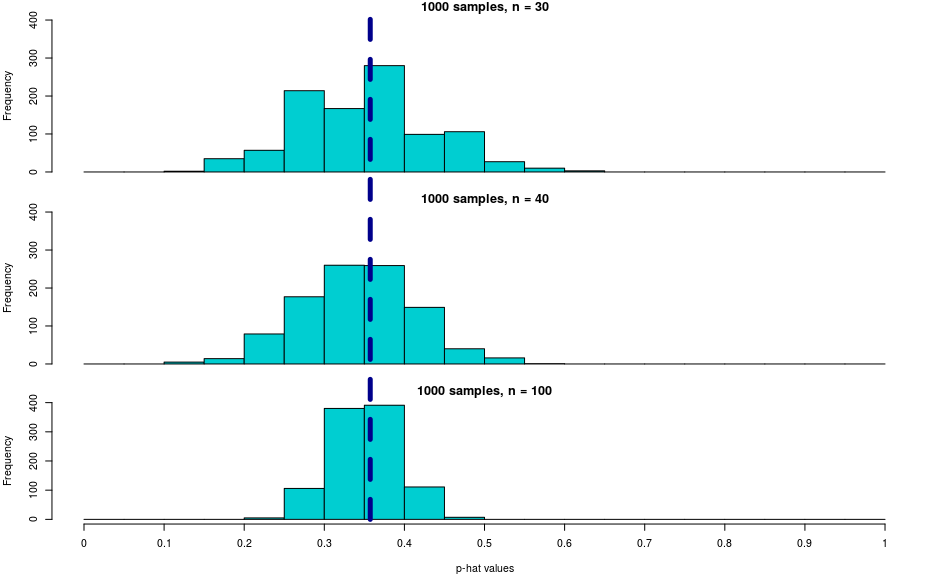 1000 samples, n = 30
Frequency
400
300
200
100
0
1000 samples, n = 40
Frequency
400
300
200
100
0
1000 samples, n = 100
Frequency
400
300
200
100
0
0 0.1 0.2 0.3 0.4 0.5 0.6 0.7 0.8 0.9 1
p-hat values